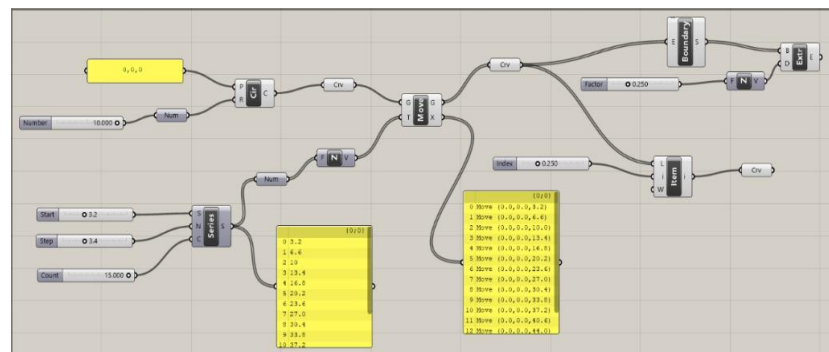 0,0,0
P
R
Cir
C
Number
10.000
Num
Crv
G
T
Move
G
X
Crv
E
Boundary
S
B
D
Extr
E
Factor
0.250
F
Z
V
Index
0.250
L
i
W
Item
i
Crv
Num
F
Z
V
Start
3.2
Step
3.4
Count
15.000
S
N
C
Series
S
{0;0}
0 3.2
1 6.6
2 10
3 13.4
4 16.8
5 20.2
6 23.6
7 27.0
8 30.4
9 33.8
10 37.2
{0;0}
0 Move (0.0,0.0,3.2)
1 Move (0.0,0.0,6.6)
2 Move (0.0,0.0,10.0)
3 Move (0.0,0.0,13.4)
4 Move (0.0,0.0,16.8)
5 Move (0.0,0.0,20.2)
6 Move (0.0,0.0,23.6)
7 Move (0.0,0.0,27.0)
8 Move (0.0,0.0,30.4)
9 Move (0.0,0.0,33.8)
10 Move (0.0,0.0,37.2)
11 Move (0.0,0.0,40.6)
12 Move (0.0,0.0,44.0)